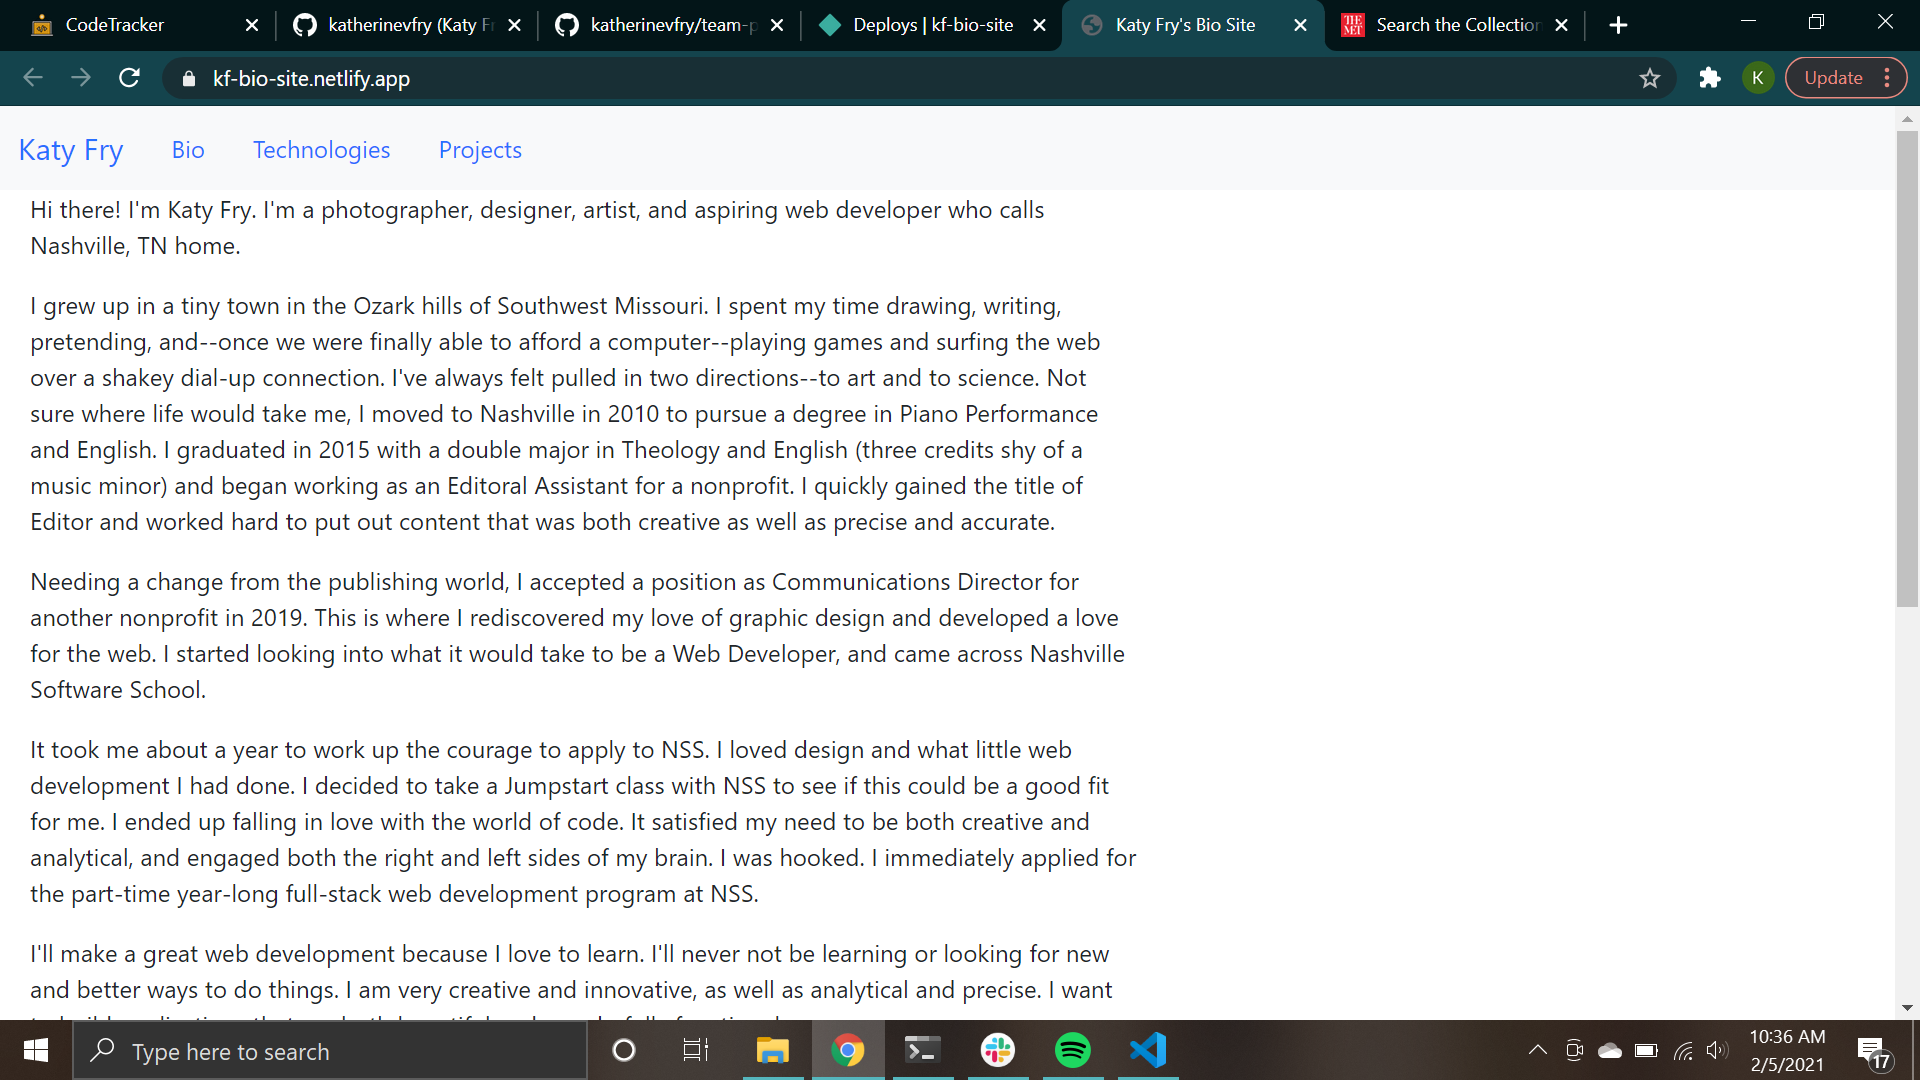 CodeTracker
katherinevfry (Katy Fr
katherinevfry/team-p
Deploys | kf-bio-site
Katy Fry's Bio Site
THE MET
Search the Collection
kf-bio-site.netlify.app
K
Update
Katy Fry
Bio
Technologies
Projects
Hi there! I'm Katy Fry. I'm a photographer, designer, artist, and aspiring web developer who calls
Nashville, TN home.
I grew up in a tiny town in the Ozark hills of Southwest Missouri. I spent my time drawing, writing,
pretending, and--once we were finally able to afford a computer--playing games and surfing the web
over a shakey dial-up connection. I've always felt pulled in two directions--to art and to science. Not
sure where life would take me, I moved to Nashville in 2010 to pursue a degree in Piano Performance
and English. I graduated in 2015 with a double major in Theology and English (three credits shy of a
music minor) and began working as an Editoral Assistant for a nonprofit. I quickly gained the title of
Editor and worked hard to put out content that was both creative as well as precise and accurate.
Needing a change from the publishing world, I accepted a position as Communications Director for
another nonprofit in 2019. This is where I rediscovered my love of graphic design and developed a love
for the web. I started looking into what it would take to be a Web Developer, and came across Nashville
Software School.
It took me about a year to work up the courage to apply to NSS. I loved design and what little web
development I had done. I decided to take a Jumpstart class with NSS to see if this could be a good fit
for me. I ended up falling in love with the world of code. It satisfied my need to be both creative and
analytical, and engaged both the right and left sides of my brain. I was hooked. I immediately applied for
the part-time year-long full-stack web development program at NSS.
I'll make a great web development because I love to learn. I'll never not be learning or looking for new
and better ways to do things. I am very creative and innovative, as well as analytical and precise. I want
Type here to search
10:36 AM
2/5/2021
17